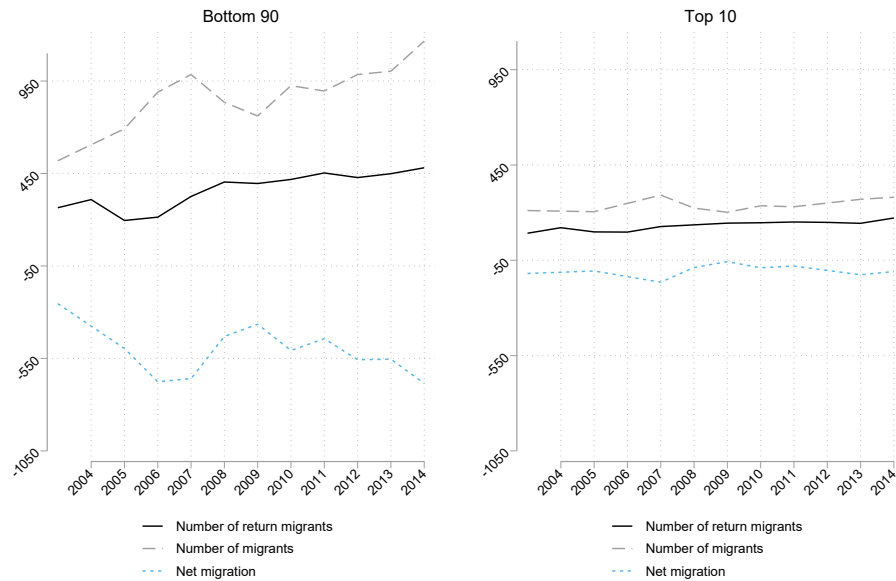 Bottom 90
950
450
-50
-550
-1050
2004 2005 2006 2007 2008 2009 2010 2011 2012 2013 2014
Number of return migrants
Number of migrants
Net migration
Top 10
950
450
-50
-550
-1050
2004 2005 2006 2007 2008 2009 2010 2011 2012 2013 2014
Number of return migrants
Number of migrants
Net migration